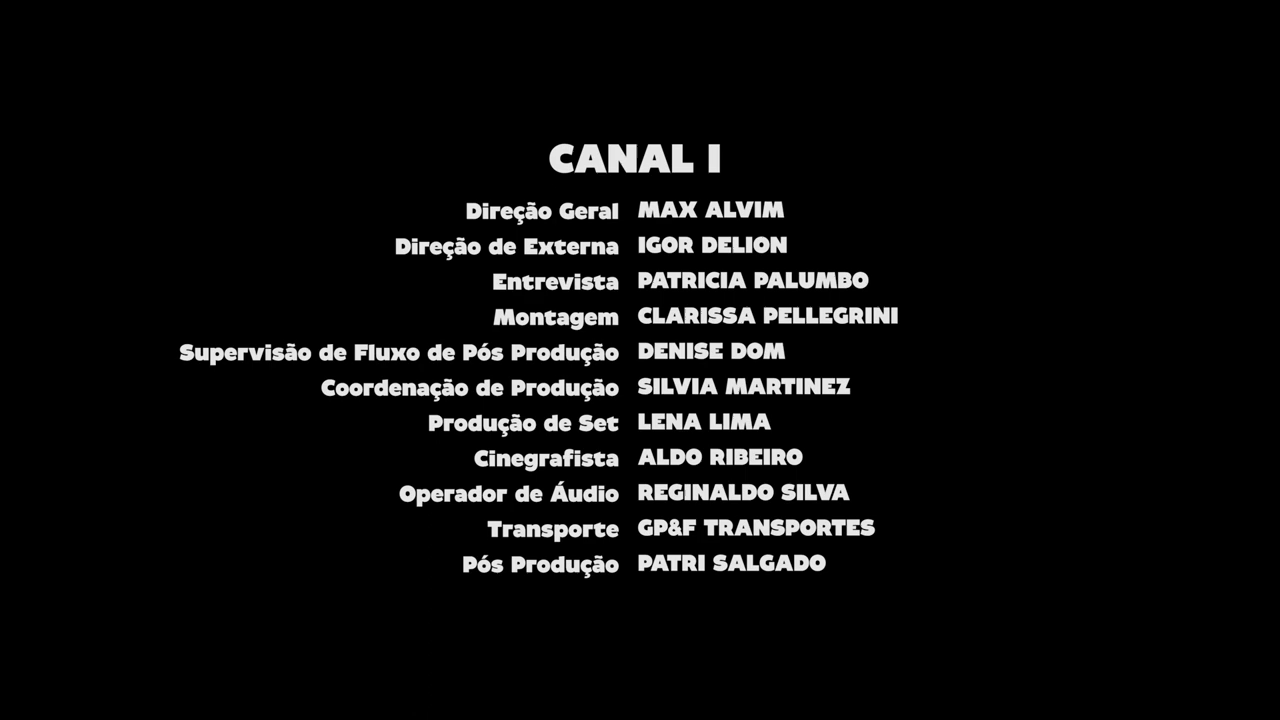 CANAL I
Direção Geral MAX ALVIM
Direção de Externa IGOR DELION
Entrevista PATRICIA PALUMBO
Montagem CLARISSA PELLEGRINI
Supervisão de Fluxo de Pós Produção DENISE DOM
Coordenação de Produção SILVIA MARTINEZ
Produção de Set LENA LIMA
Cinegrafista ALDO RIBEIRO
Operador de Áudio REGINALDO SILVA
Transporte GP&F TRANSPORTES
Pós Produção PATRI SALGADO